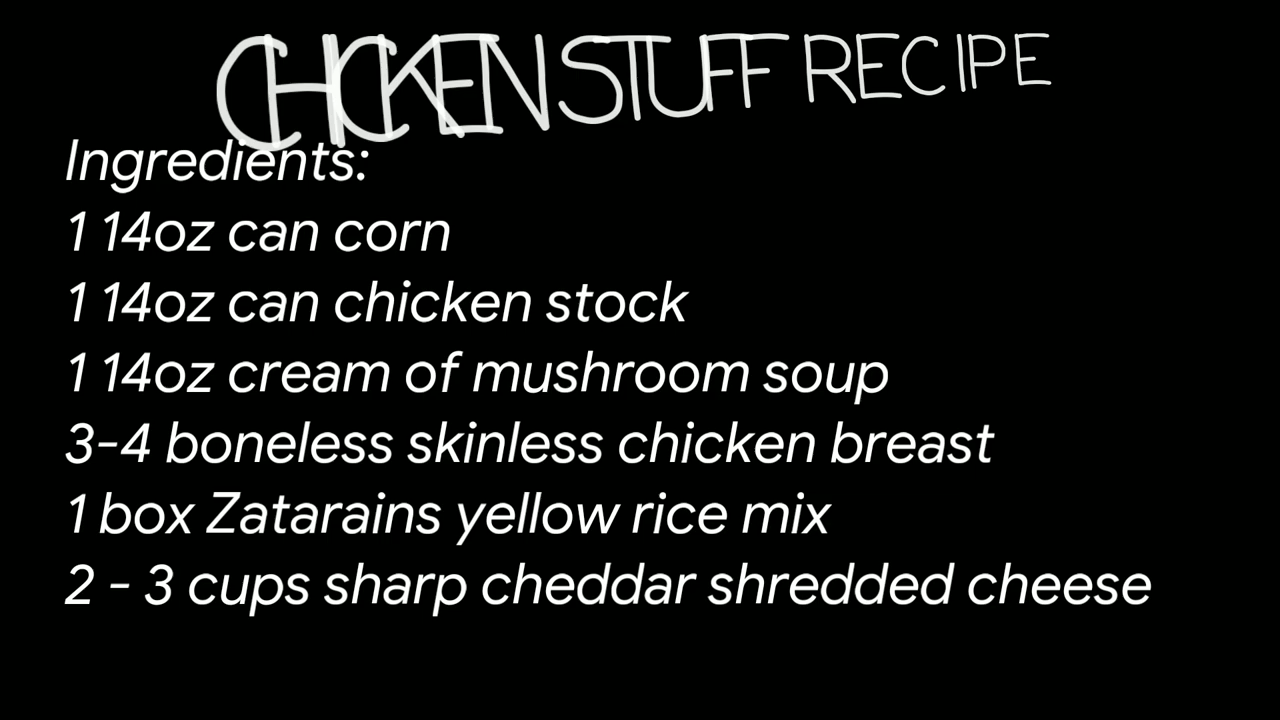 CHICKEN STUFF RECIPE
Ingredients:
1 14oz can corn
1 14oz can chicken stock
1 14oz cream of mushroom soup
3-4 boneless skinless chicken breast
1 box Zatarains yellow rice mix
2 - 3 cups sharp cheddar shredded cheese